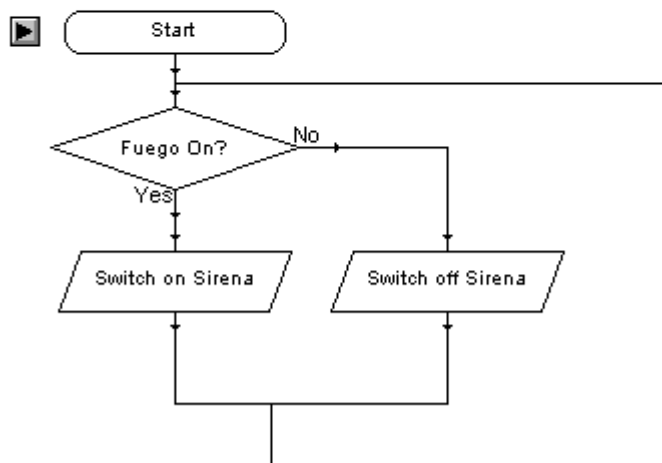 Start
Fuego On?
No
Yes
Switch on Sirena
Switch off Sirena